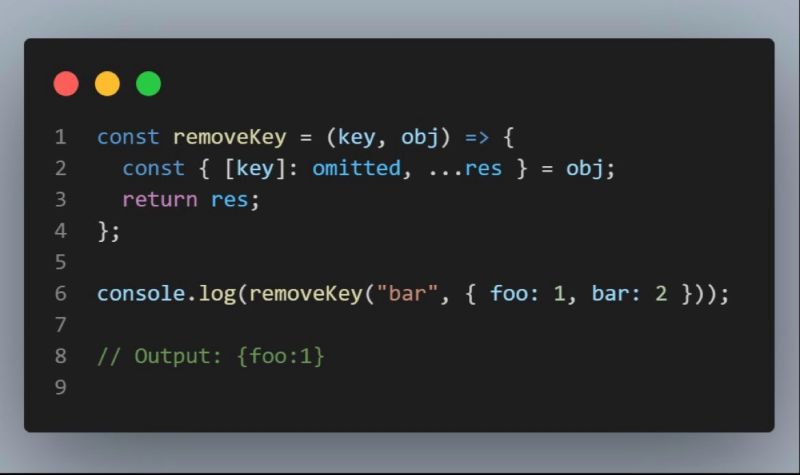 1 const removeKey = (key, obj) => {
2   const { [key]: omitted, ...res } = obj;
3   return res;
4 };
5
6 console.log(removeKey("bar", { foo: 1, bar: 2 }));
7
8 // Output: {foo:1}
9